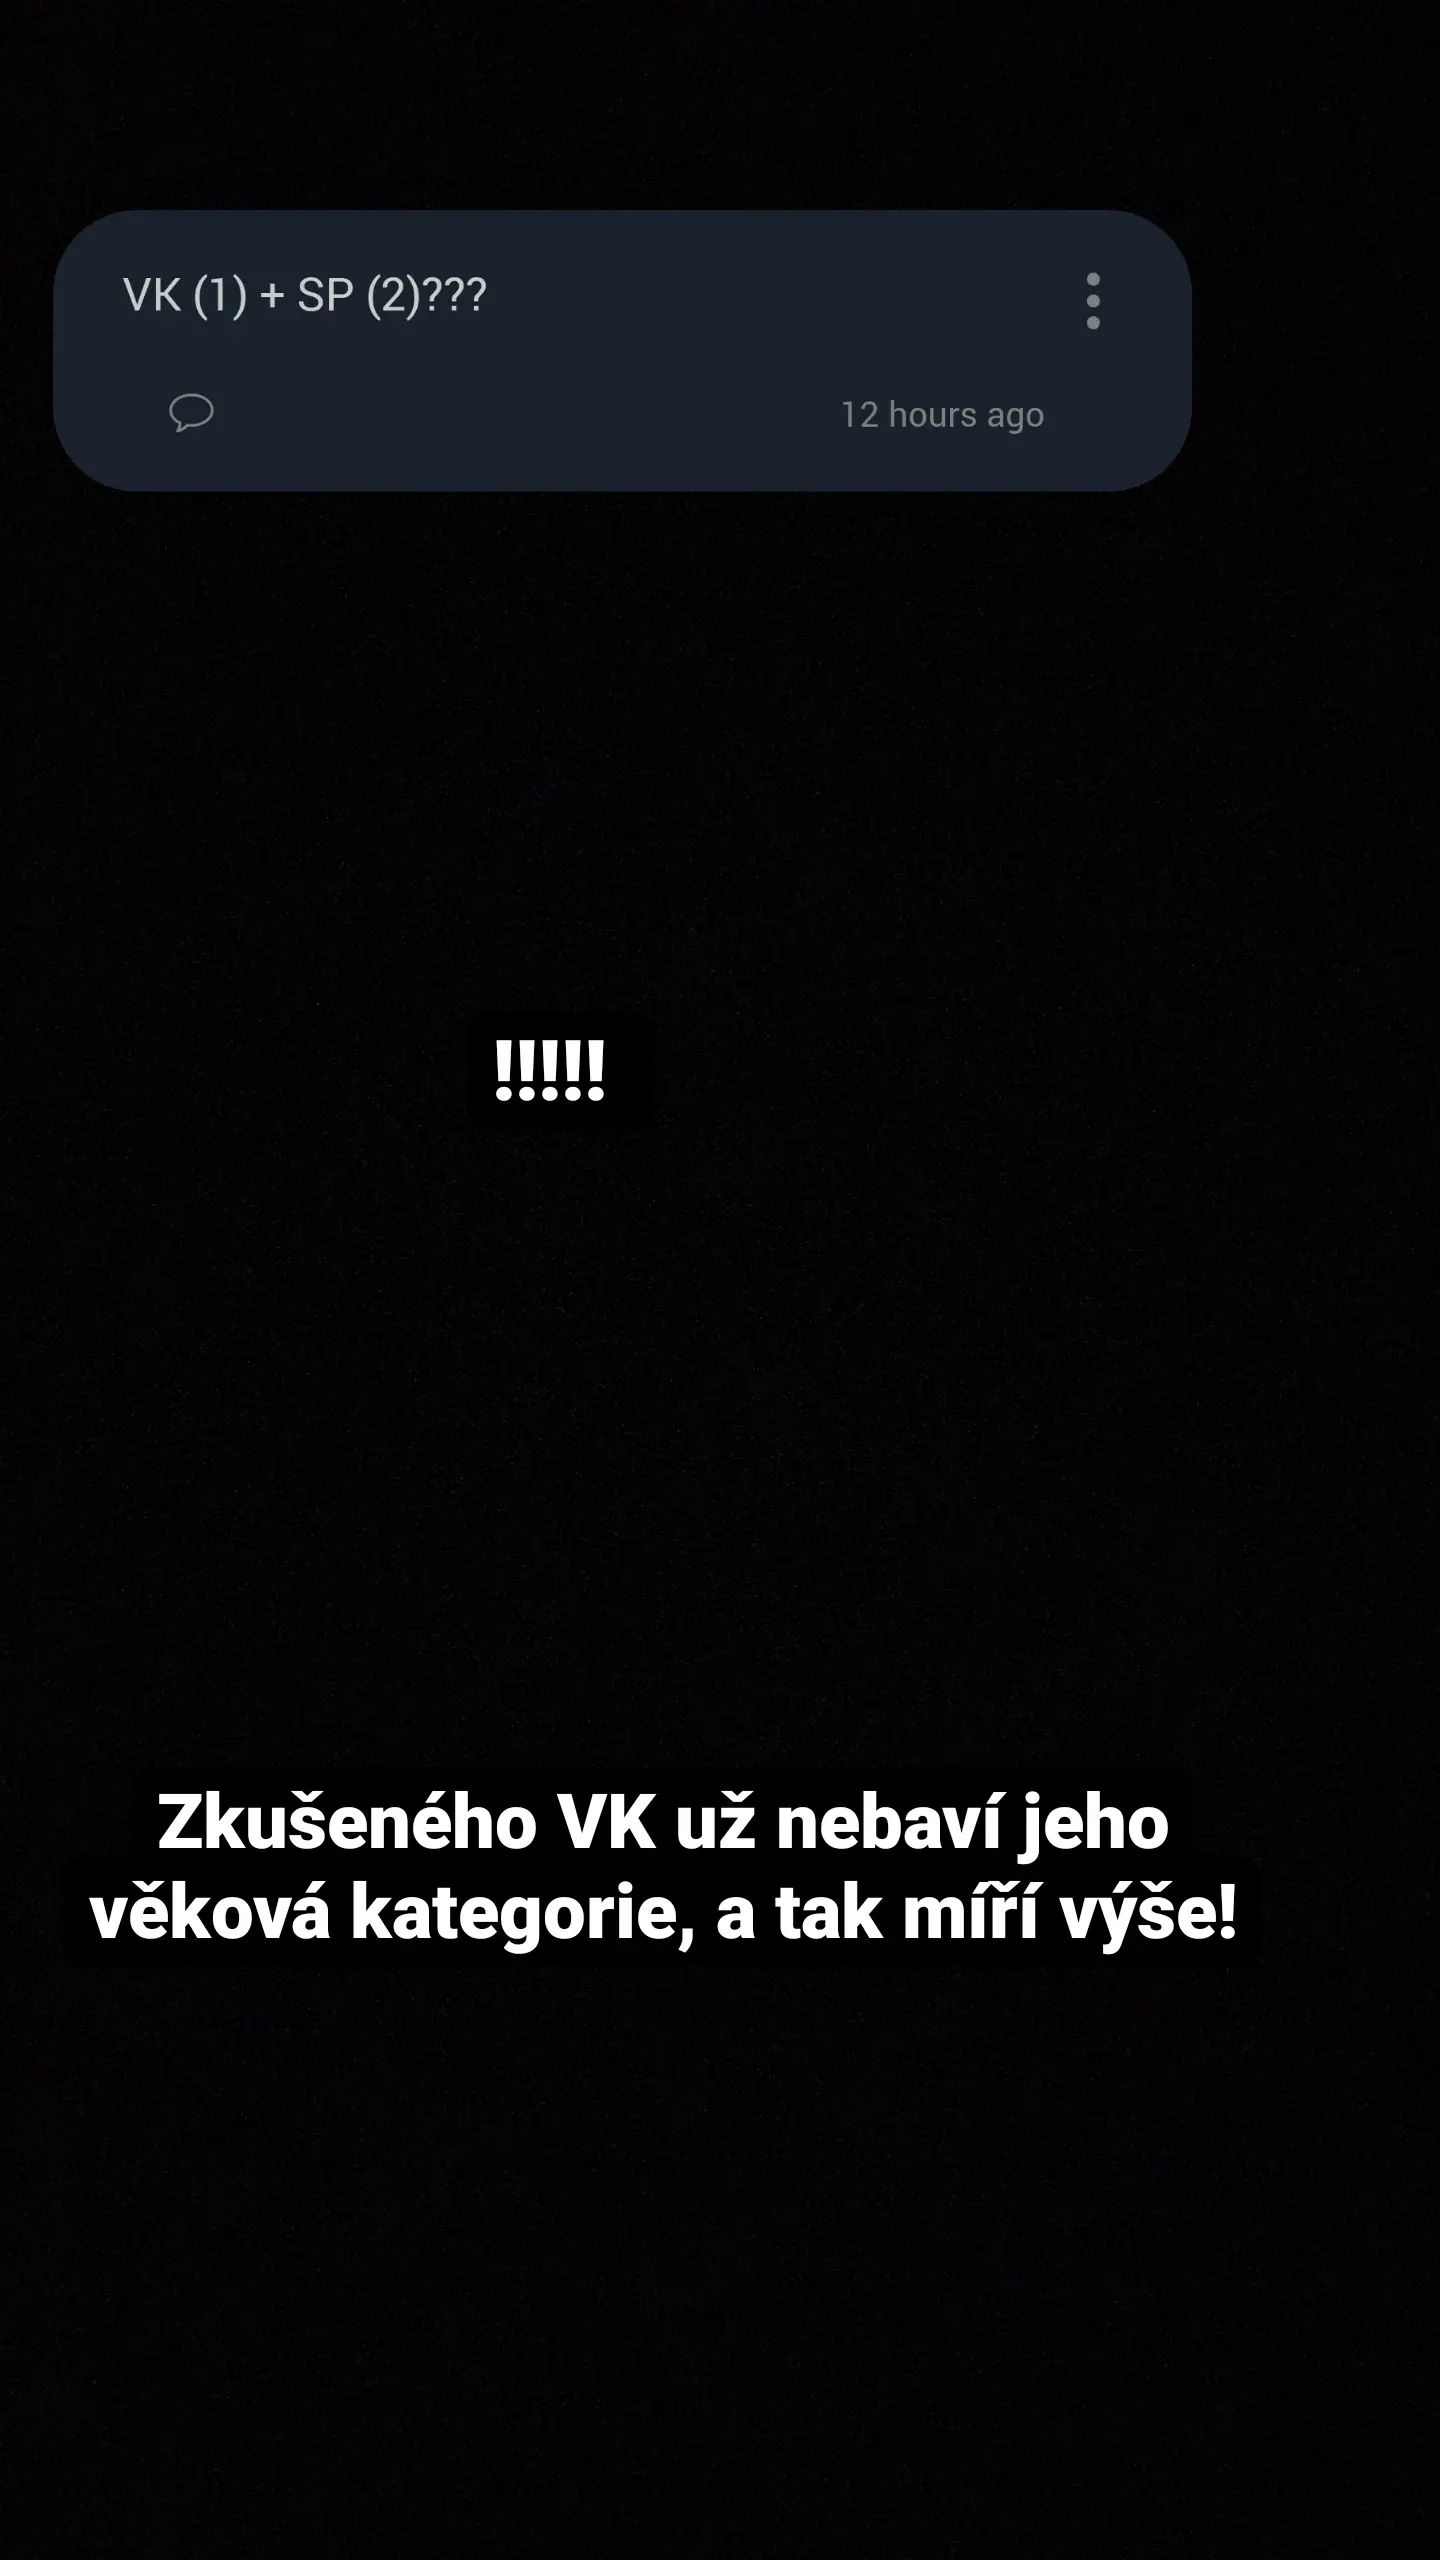 VK (1) + SP (2)???
12 hours ago
!!!!!
Zkušeného VK už nebaví jeho
věková kategorie, a tak míří výše!